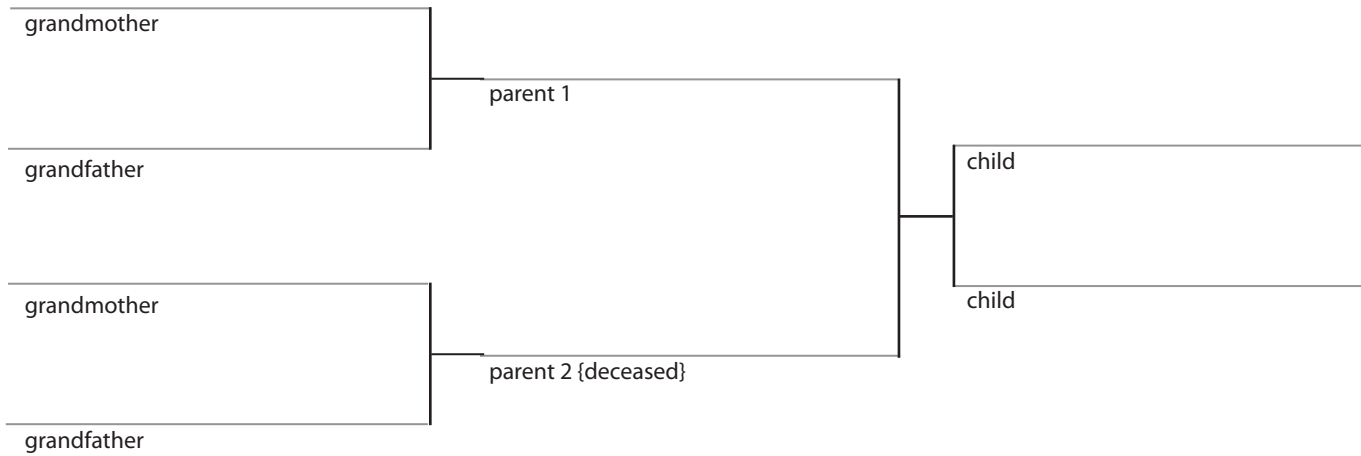 grandmother
parent 1
grandfather
child
grandmother
child
parent 2 {deceased}
grandfather